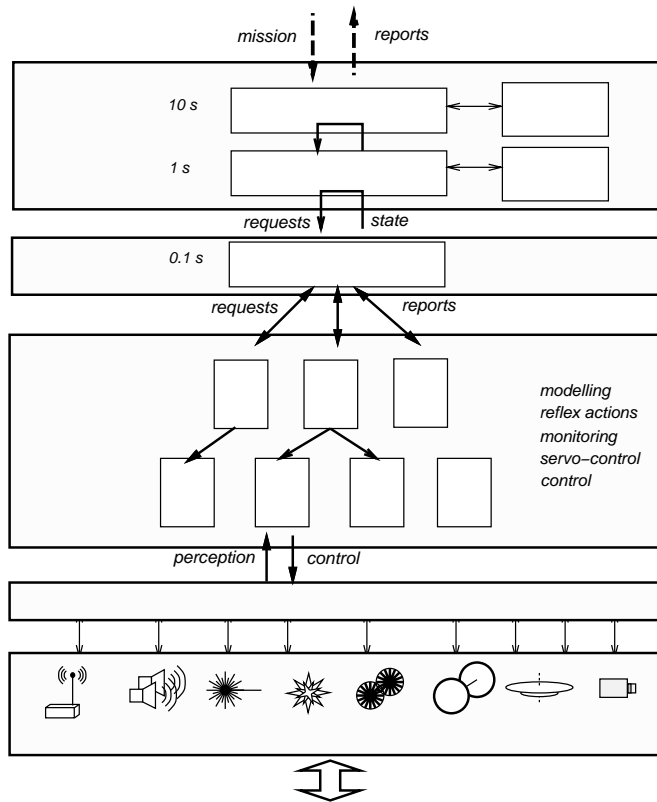 mission
reports
10 s
1 s
requests
state
0.1 s
requests
reports
modelling
reflex actions
monitoring
servo–control
control
perception
control